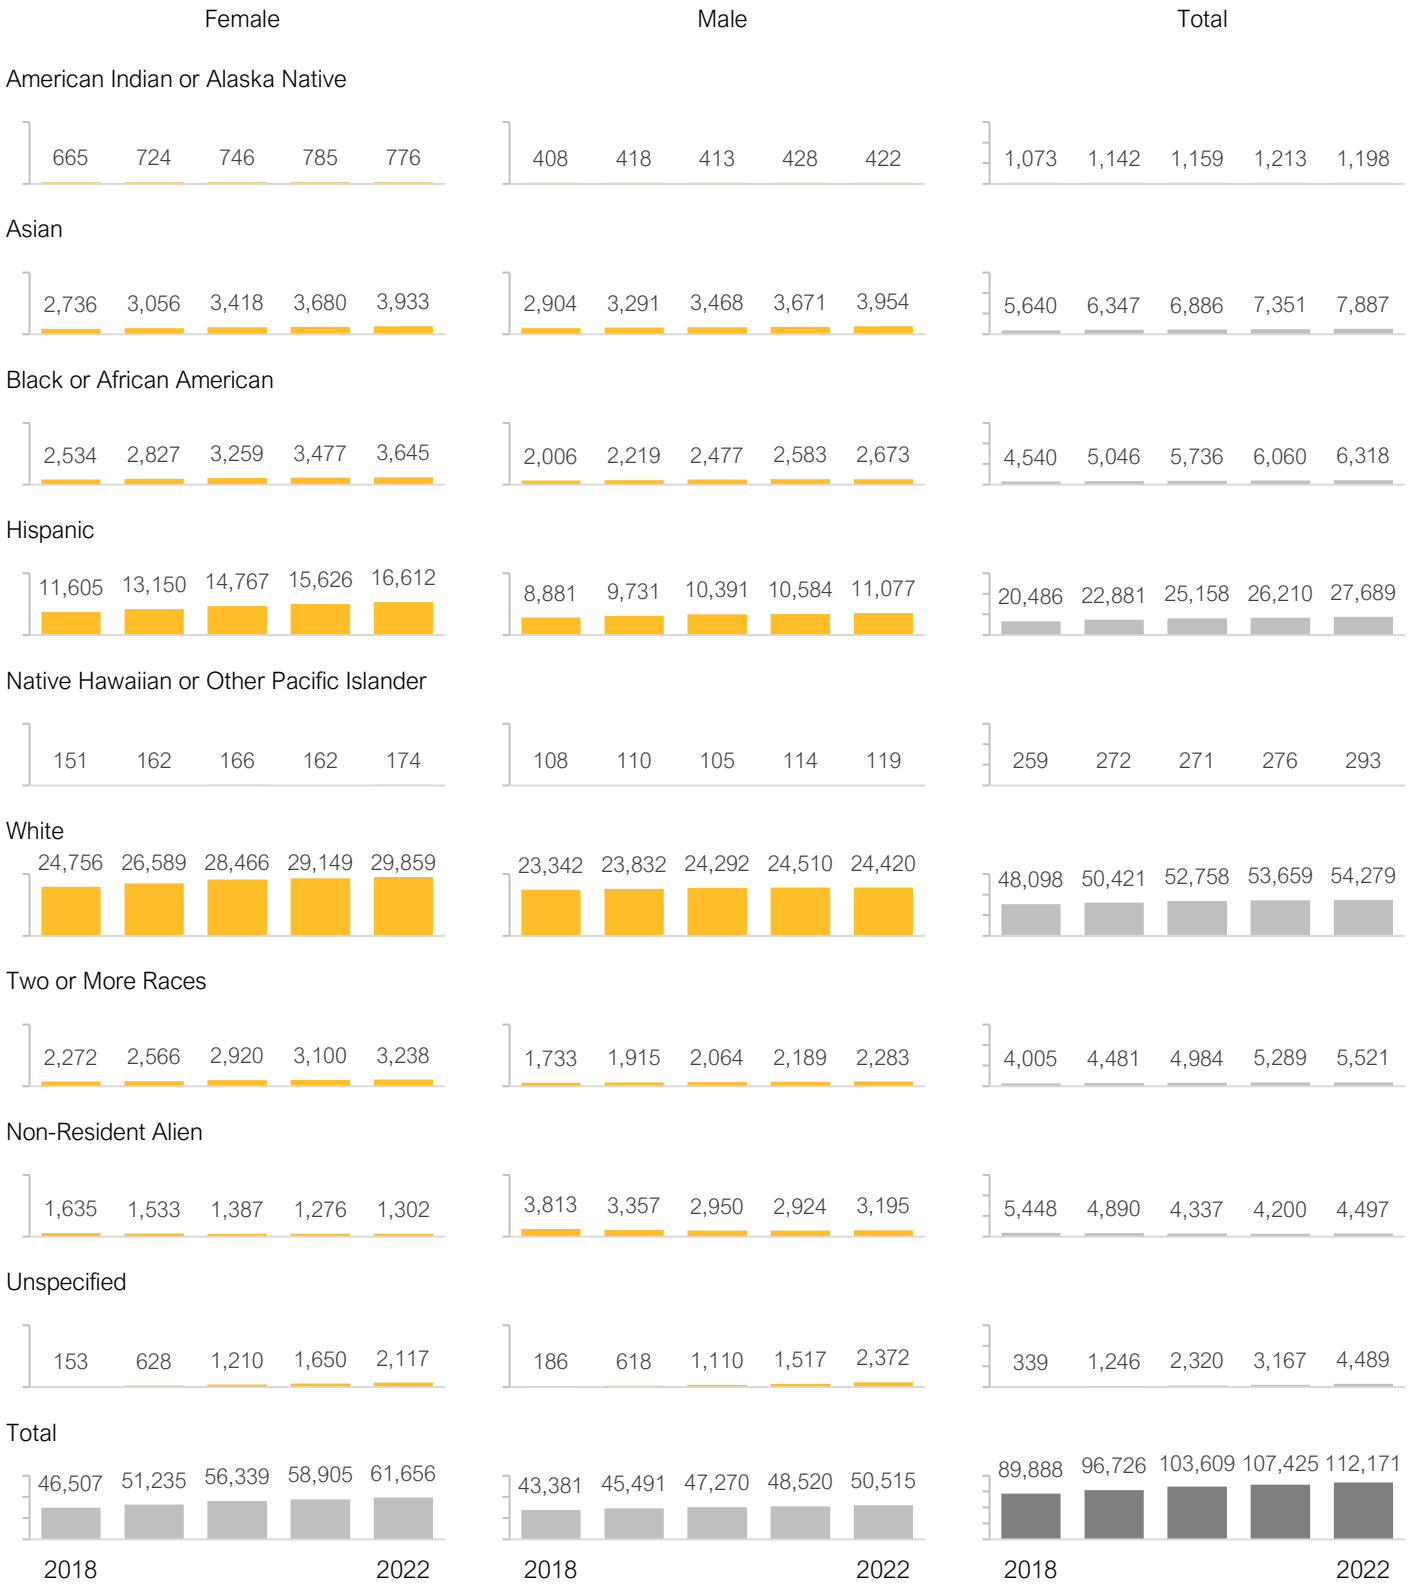 Female Male Total
American Indian or Alaska Native
665 724 746 785 776 408 418 413 428 422 1,073 1,142 1,159 1,213 1,198
Asian
2,736 3,056 3,418 3,680 3,933 2,904 3,291 3,468 3,671 3,954 5,640 6,347 6,886 7,351 7,887
Black or African American
2,534 2,827 3,259 3,477 3,645 2,006 2,219 2,477 2,583 2,673 4,540 5,046 5,736 6,060 6,318
Hispanic
11,605 13,150 14,767 15,626 16,612 8,881 9,731 10,391 10,584 11,077 20,486 22,881 25,158 26,210 27,689
Native Hawaiian or Other Pacific Islander
151 162 166 162 174 108 110 105 114 119 259 272 271 276 293
White
24,756 26,589 28,466 29,149 29,859 23,342 23,832 24,292 24,510 24,420 48,098 50,421 52,758 53,659 54,279
Two or More Races
2,272 2,566 2,920 3,100 3,238 1,733 1,915 2,064 2,189 2,283 4,005 4,481 4,984 5,289 5,521
Non-Resident Alien
1,635 1,533 1,387 1,276 1,302 3,813 3,357 2,950 2,924 3,195 5,448 4,890 4,337 4,200 4,497
Unspecified
153 628 1,210 1,650 2,117 186 618 1,110 1,517 2,372 339 1,246 2,320 3,167 4,489
Total
46,507 51,235 56,339 58,905 61,656 43,381 45,491 47,270 48,520 50,515 89,888 96,726 103,609 107,425 112,171
2018 2022 2018 2022 2018 2022